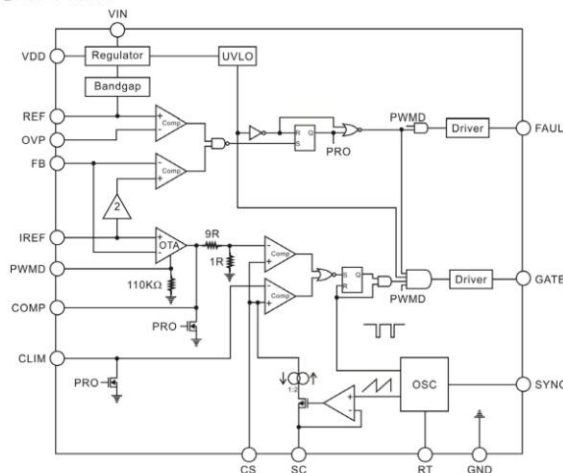 VIN
VDD
Regulator
UVLO
Bandgap
REF
OVP
FB
Comp
Comp
R Q
S
PRO
PWMD
Driver
FAUL
2
IREF
OTA
9R
1R
PWMD
110KΩ
COMP
PRO
CLIM
PRO
Comp
Comp
S
R
PWMD
Driver
GATE
1:2
OSC
SYNC
CS
SC
RT
GND